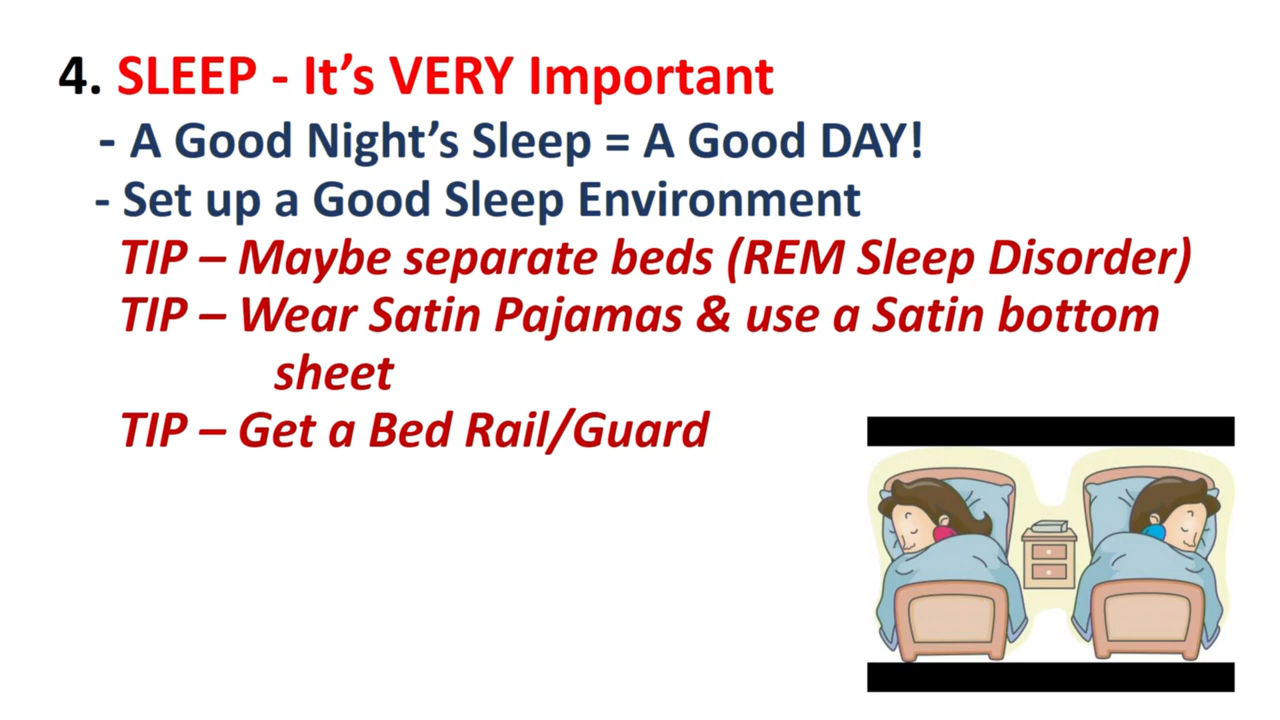 4. SLEEP - It's VERY Important
- A Good Night's Sleep = A Good DAY!
- Set up a Good Sleep Environment
TIP – Maybe separate beds (REM Sleep Disorder)
TIP – Wear Satin Pajamas & use a Satin bottom
sheet
TIP – Get a Bed Rail/Guard